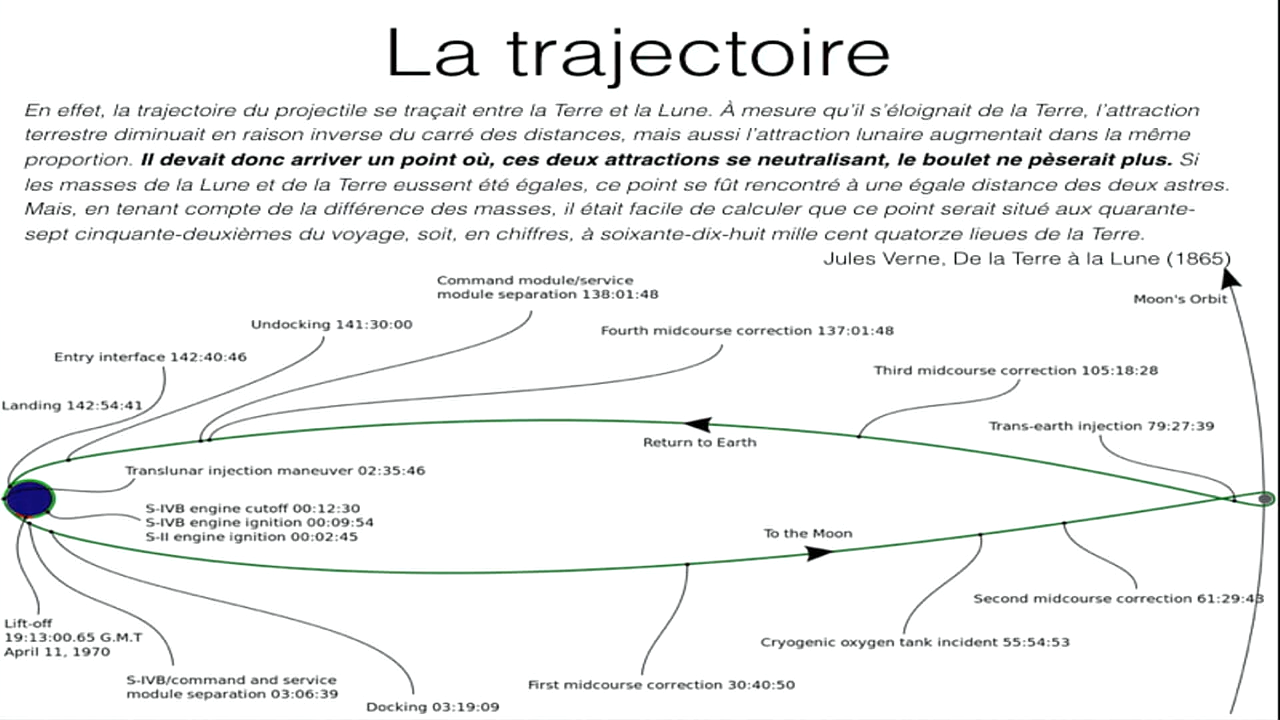 La trajectoire
En effet, la trajectoire du projectile se traçait entre la Terre et la Lune. À mesure qu'il s'éloignait de la Terre, l'attraction
terrestre diminuait en raison inverse du carré des distances, mais aussi l'attraction lunaire augmentait dans la même
proportion. Il devait donc arriver un point où, ces deux attractions se neutralisant, le boulet ne pèserait plus. Si
les masses de la Lune et de la Terre eussent été égales, ce point se fût rencontré à une égale distance des deux astres.
Mais, en tenant compte de la différence des masses, il était facile de calculer que ce point serait situé aux quarante-
sept cinquante-deuxièmes du voyage, soit, en chiffres, à soixante-dix-huit mille cent quatorze lieues de la Terre.
Jules Verne, De la Terre à la Lune (1865)
Command module/service
module separation 138:01:48
Moon's Orbit
Undocking 141:30:00
Fourth midcourse correction 137:01:48
Entry interface 142:40:46
Third midcourse correction 105:18:28
Landing 142:54:41
Trans-earth injection 79:27:39
Return to Earth
Translunar injection maneuver 02:35:46
S-IVB engine cutoff 00:12:30
S-IVB engine ignition 00:09:54
S-II engine ignition 00:02:45
To the Moon
Second midcourse correction 61:29:43
Lift-off
19:13:00.65 G.M.T
April 11, 1970
Cryogenic oxygen tank incident 55:54:53
S-IVB/command and service
module separation 03:06:39
First midcourse correction 30:40:50
Docking 03:19:09